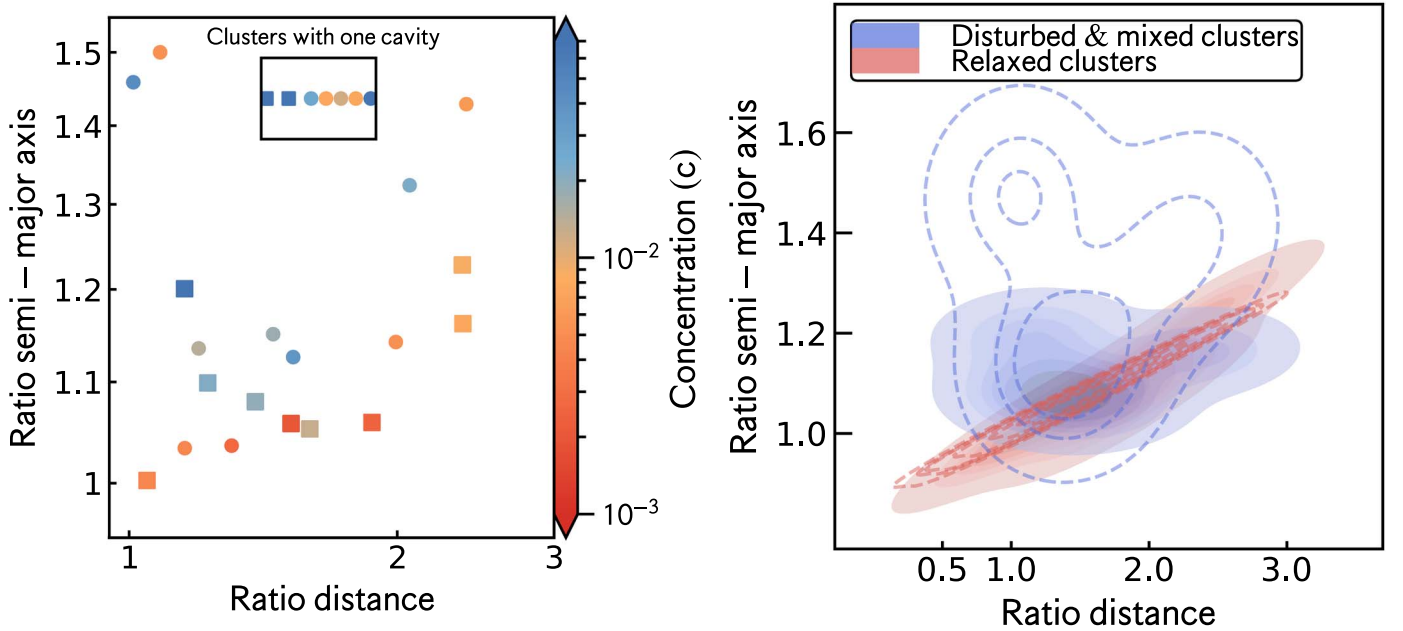 Clusters with one cavity
1.5
1.4
1.3
1.2
1.1
1
Ratio semi – major axis
1
2
3
Ratio distance
10⁻²
10⁻³
Concentration (c)
Disturbed & mixed clusters
Relaxed clusters
1.6
1.4
1.2
1.0
Ratio semi – major axis
0.5
1.0
2.0
3.0
Ratio distance